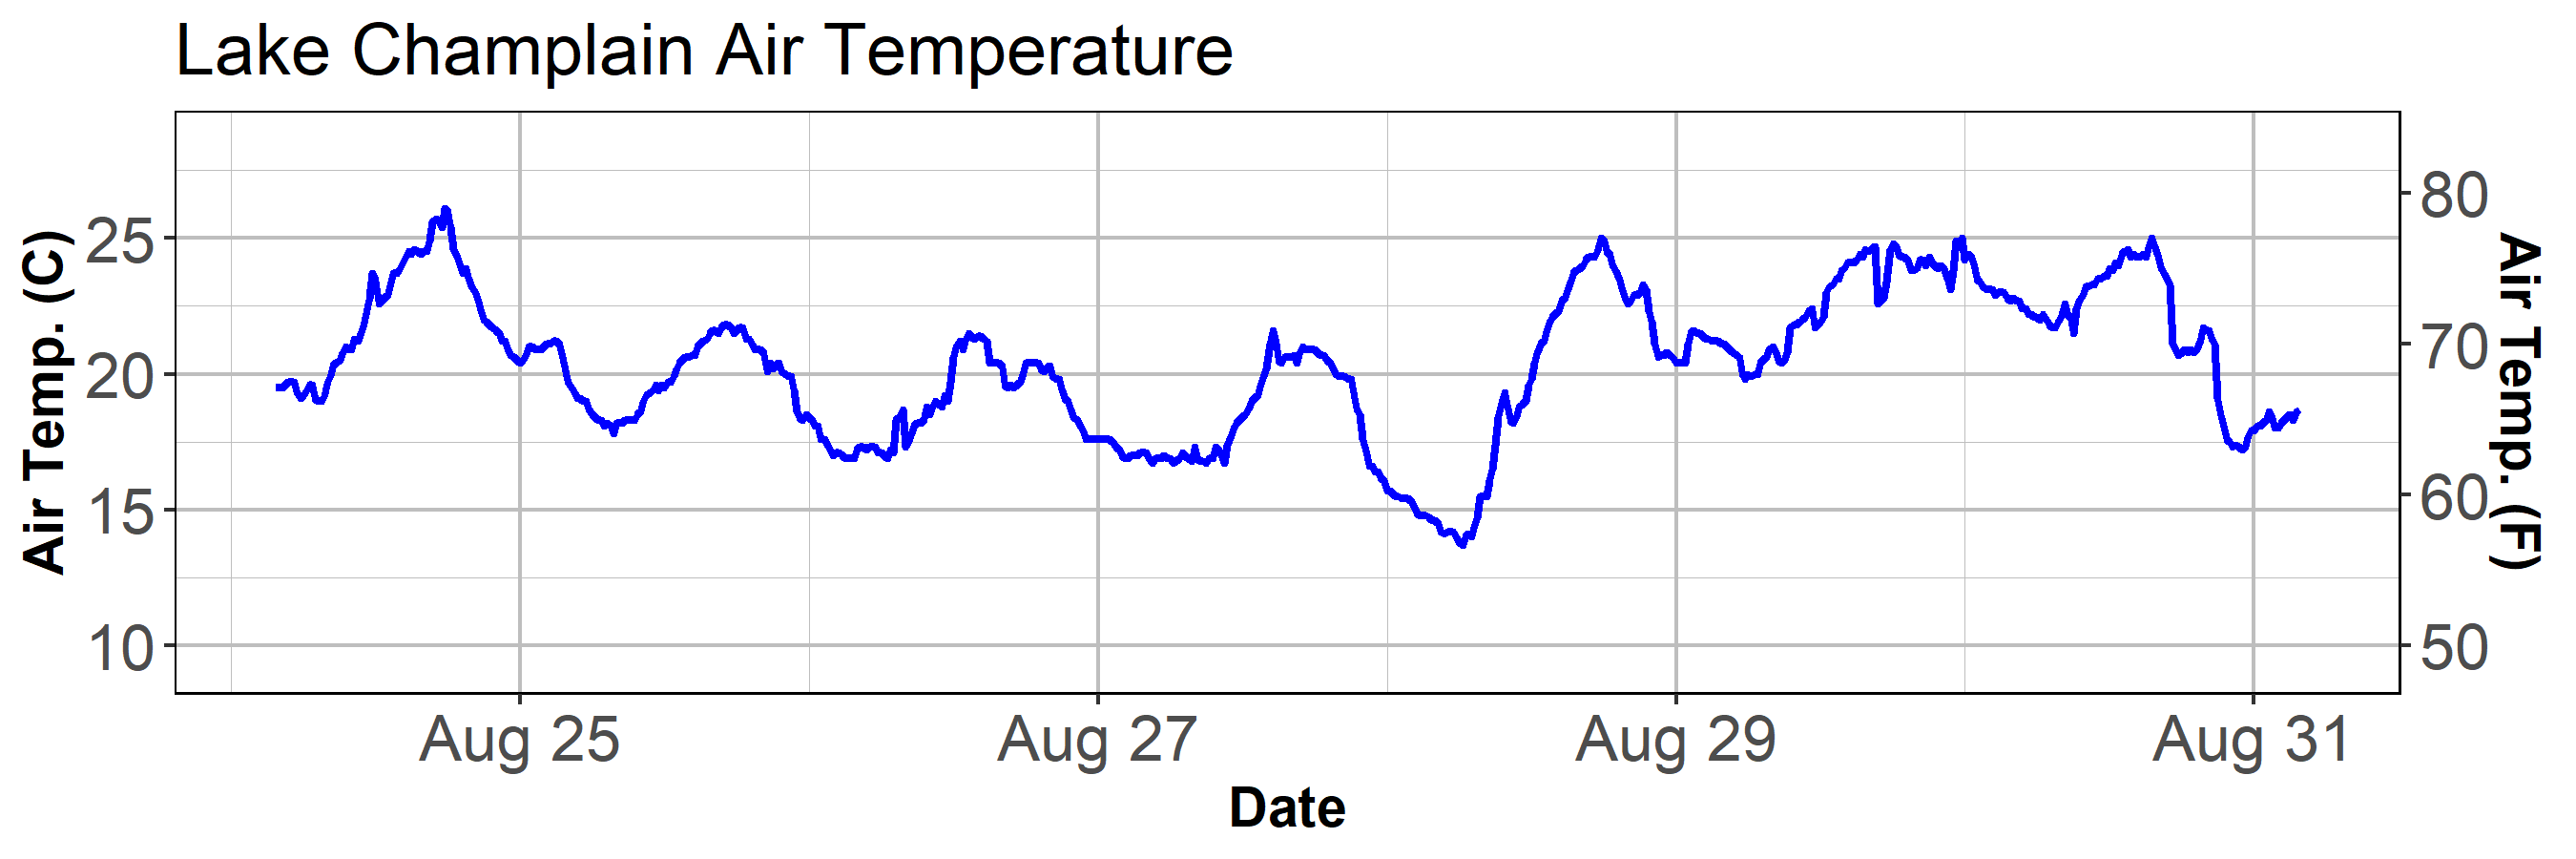 Lake Champlain Air Temperature
Air Temp. (C)
25
20
15
10
80
70
60
50
Air Temp. (F)
Aug 25
Aug 27
Aug 29
Aug 31
Date